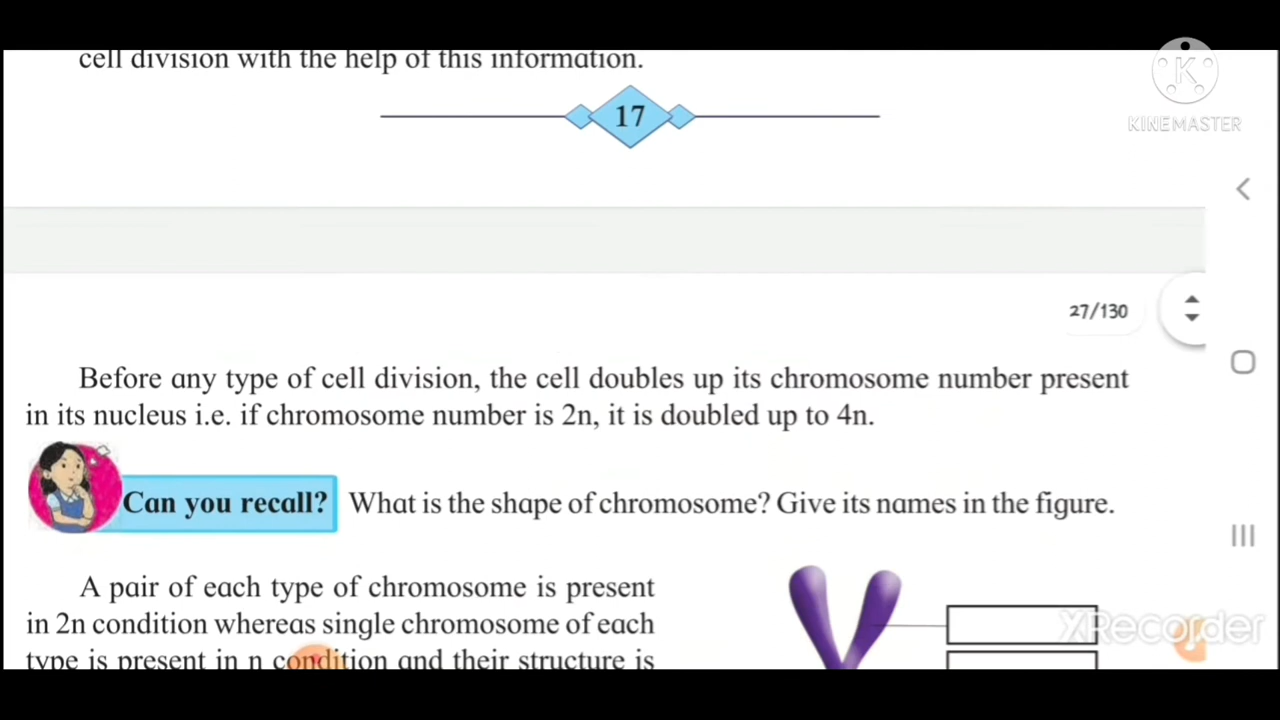 cell division with the help of this information.
KINEMASTER
17
27/130
Before any type of cell division, the cell doubles up its chromosome number present
in its nucleus i.e. if chromosome number is 2n, it is doubled up to 4n.
Can you recall? What is the shape of chromosome? Give its names in the figure.
A pair of each type of chromosome is present
in 2n condition whereas single chromosome of each
type is present in n condition and their structure is
XRecorder